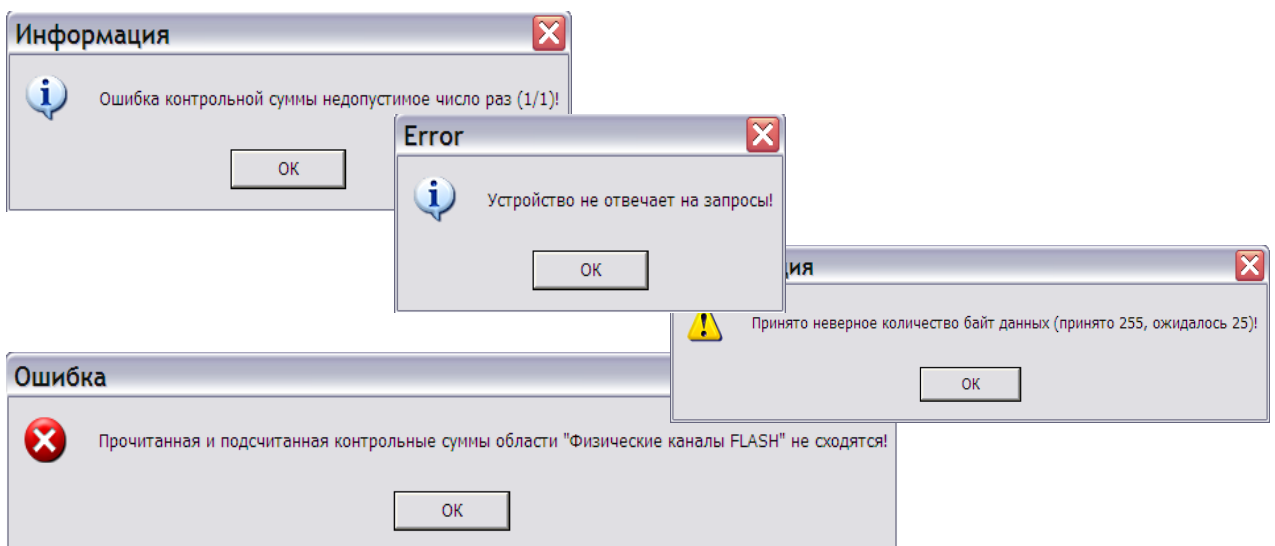 Информация
Ошибка контрольной суммы недопустимое число раз (1/1)!
OK
Error
Устройство не отвечает на запросы!
OK
ция
Принято неверное количество байт данных (принято 255, ожидалось 25)!
OK
Ошибка
Прочитанная и подсчитанная контрольные суммы области "Физические каналы FLASH" не сходятся!
OK